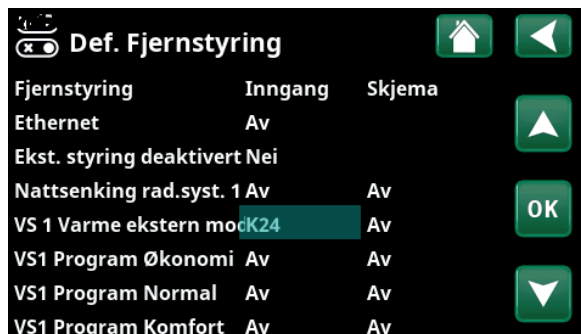 Def. Fjernstyring
Fjernstyring Inngang Skjema
Ethernet Av
Ekst. styring deaktivert Nei
Nattsenking rad.syst. 1 Av Av
VS 1 Varme ekstern mod K24 Av
OK
VS1 Program Økonomi Av Av
VS1 Program Normal Av Av
VS1 Program Komfort Av Av